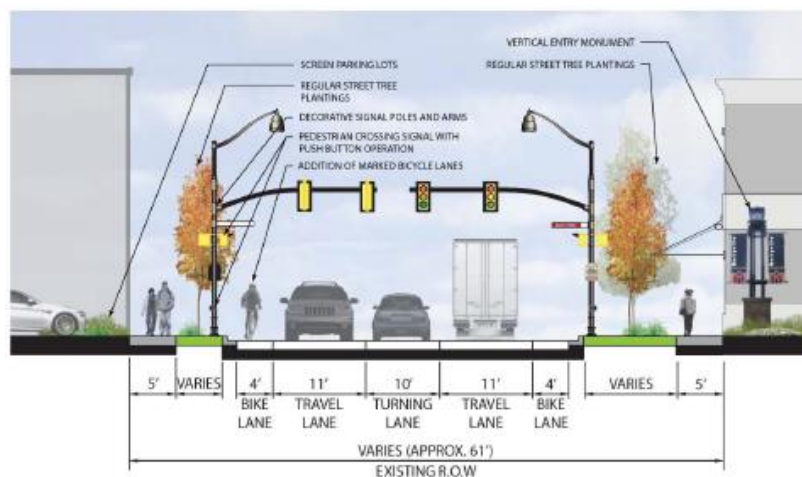 VERTICAL ENTRY MONUMENT
SCREEN PARKING LOTS
REGULAR STREET TREE PLANTINGS
REGULAR STREET TREE
PLANTINGS
DECORATIVE SIGNAL POLES AND ARMS
PEDESTRIAN CROSSING SIGNAL WITH
PUSH BUTTON OPERATION
ADDITION OF MARKED BICYCLE LANES
5' VARIES 4' 11' 10' 11' 4' VARIES 5'
BIKE TRAVEL TURNING TRAVEL BIKE
LANE LANE LANE LANE LANE
VARIES (APPROX. 61')
EXISTING R.O.W